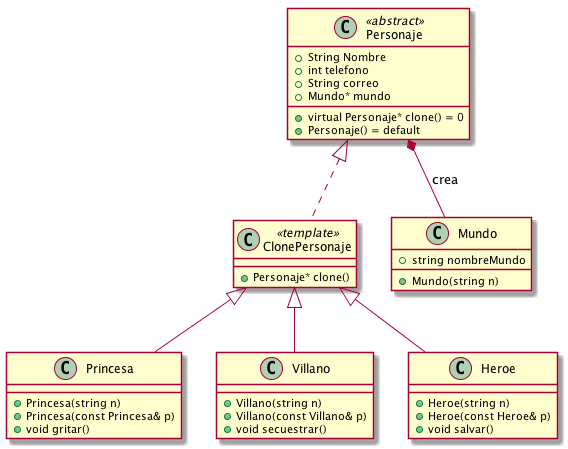 C
«abstract»
Personaje
String Nombre
int telefono
String correo
Mundo* mundo
virtual Personaje* clone() = 0
Personaje() = default
crea
C
«template»
ClonePersonaje
Personaje* clone()
C Mundo
string nombreMundo
Mundo(string n)
C Princesa
Princesa(string n)
Princesa(const Princesa& p)
void gritar()
C Villano
Villano(string n)
Villano(const Villano& p)
void secuestrar()
C Heroe
Heroe(string n)
Heroe(const Heroe& p)
void salvar()